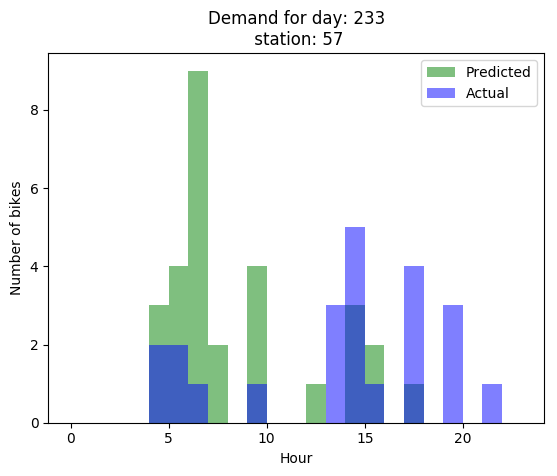 Demand for day: 233
station: 57
Predicted
Actual
Number of bikes
8
6
4
2
0
0 5 10 15 20
Hour